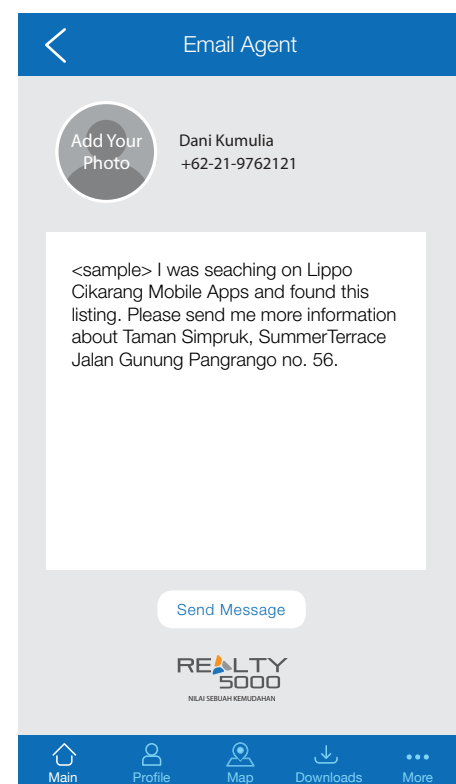 Email Agent
Add Your
Photo
Dani Kumulia
+62-21-9762121
<sample> I was seaching on Lippo
Cikarang Mobile Apps and found this
listing. Please send me more information
about Taman Simpruk, SummerTerrace
Jalan Gunung Pangrango no. 56.
Send Message
REALTY
5000
NILAI SEBUAH KEMUDAHAN
Main Profile Map Downloads More